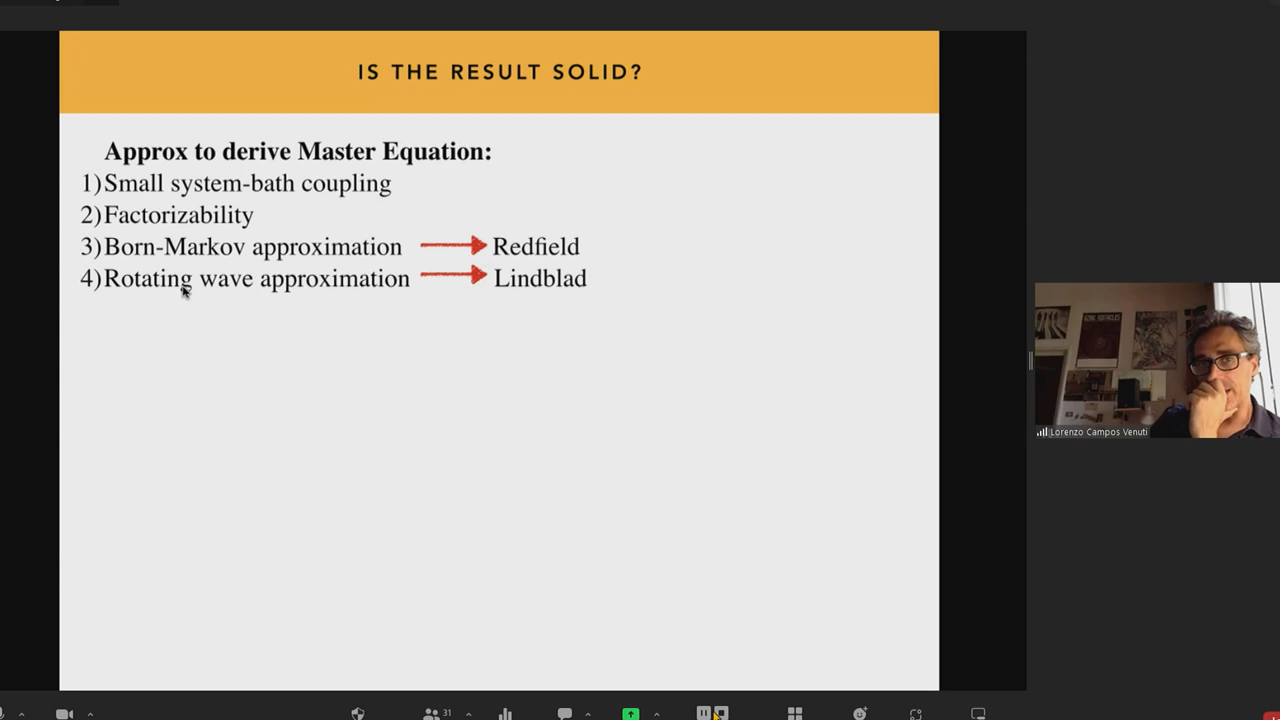 IS THE RESULT SOLID?
Approx to derive Master Equation:
1) Small system-bath coupling
2) Factorizability
3) Born-Markov approximation Redfield
4) Rotating wave approximation Lindblad
Lorenzo Campos Venuti
31